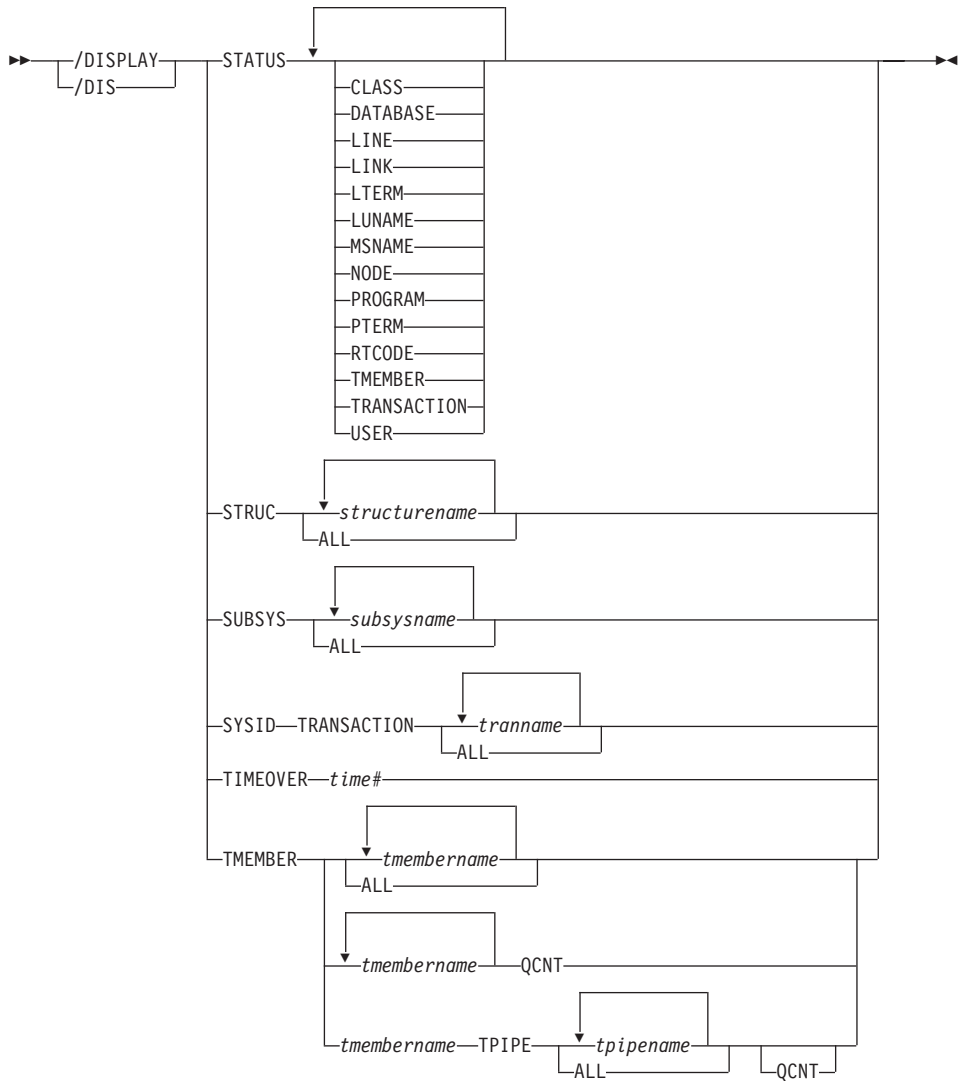 /DISPLAY STATUS
/DIS
CLASS
DATABASE
LINE
LINK
LTERM
LUNAME
MSNAME
NODE
PROGRAM
PTERM
RTCODE
TMEMBER
TRANSACTION
USER
STRUC structurename
ALL
SUBSYS subsysname
ALL
SYSID TRANSACTION tranname
ALL
TIMEOVER time#
TMEMBER tmembername
ALL
tmembername QCNT
tmembername TPIPE tpipename
ALL QCNT